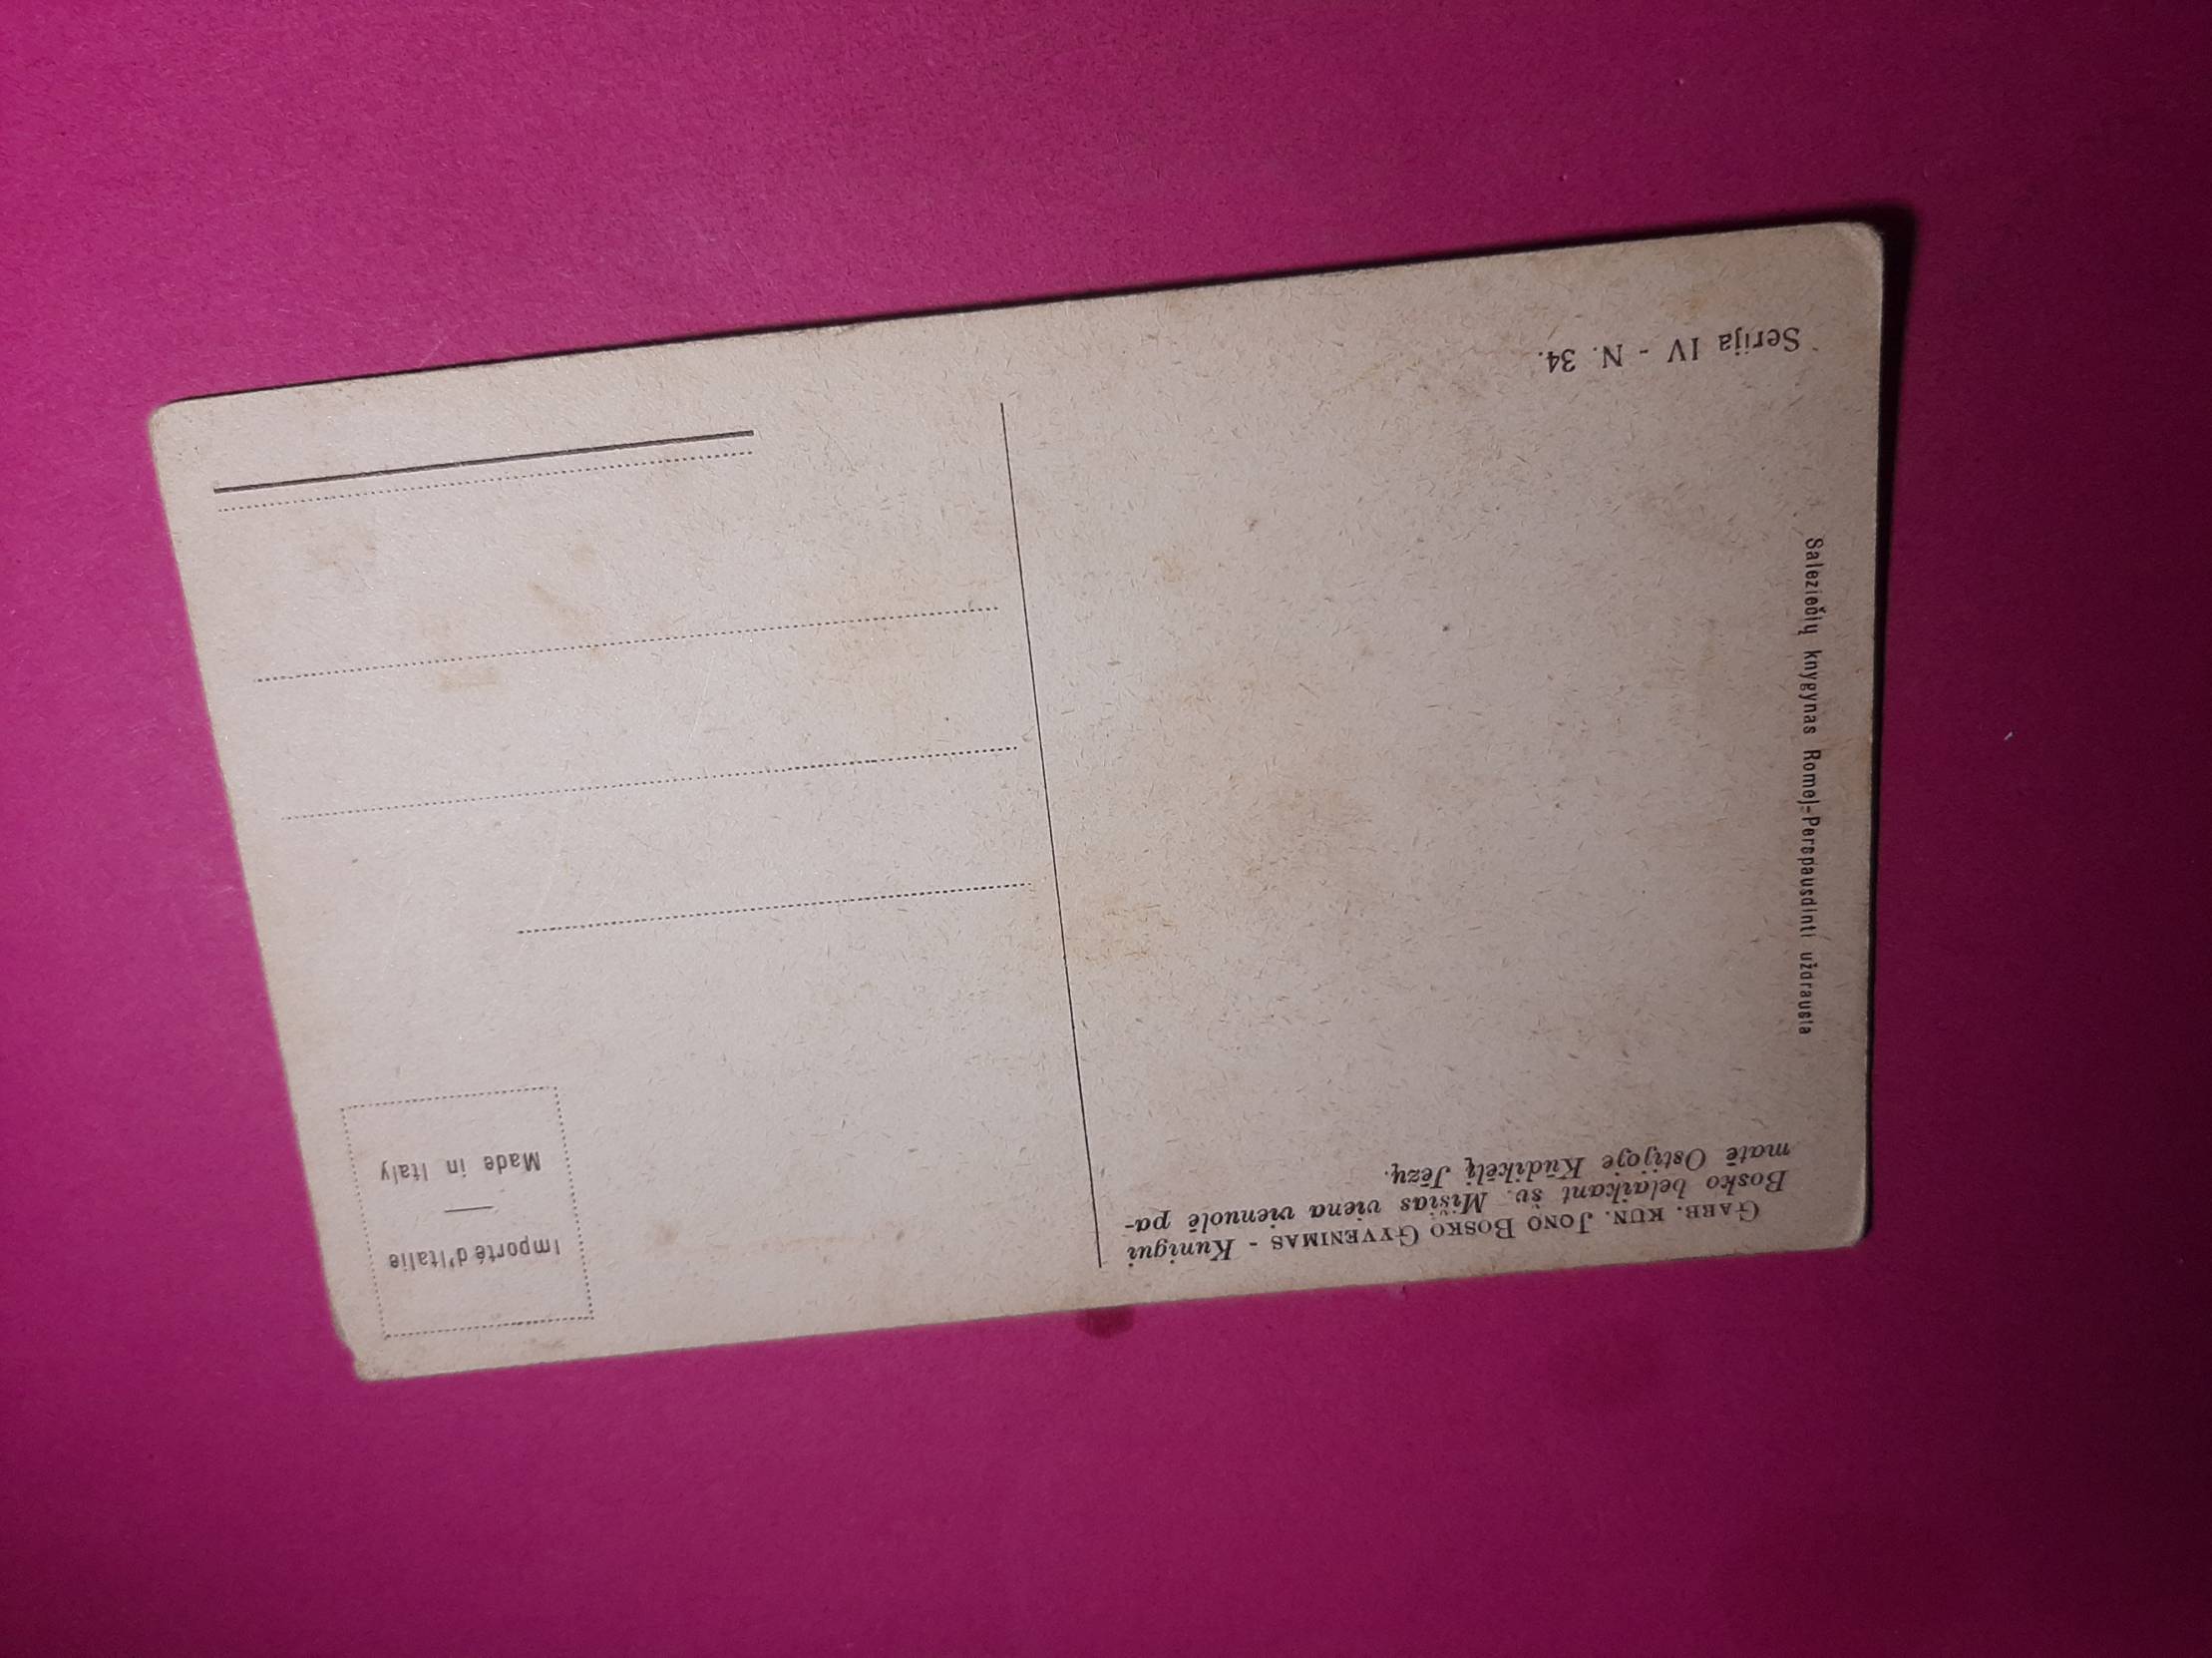 GARB. KUN. JONO BOSKO GYVENIMAS - Kunigui
Bosko belaikant šv. Mišias viena vienuolė pa-
matė Ostijoje Kūdikėlį Jėzų.
Importé d'Italie
Made in Italy
Saleziečių knygynas Romoj-Perspausdinti uždrausta
Serija IV - N. 34.